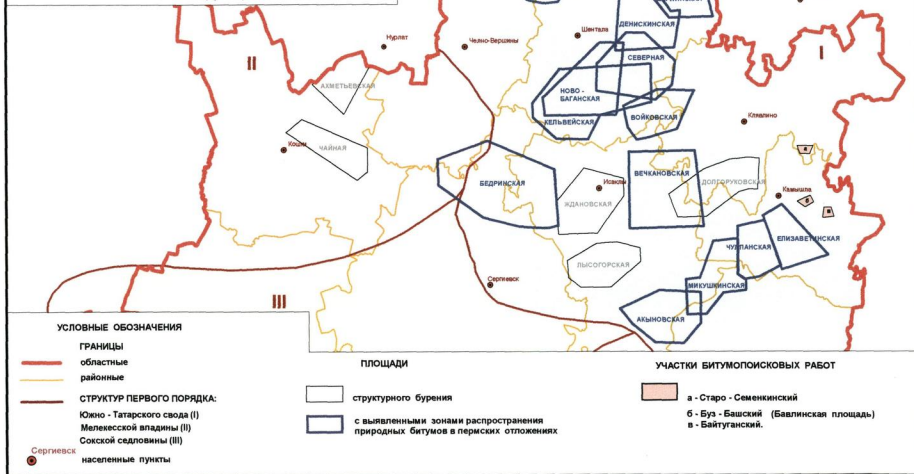 ДЕНИСКИНСКАЯ
Шентала
Нурлат
Челно-Вершины
I
II
СЕВЕРНАЯ
АХМЕТЬЕВСКАЯ
НОВО -
БАГАНСКАЯ
КЕЛЬВЕЙСКАЯ
ВОЙКОВСКАЯ
Клявлино
Кошки
ЧАЙНАЯ
а
БЕДРИНСКАЯ
ВЕЧКАНОВСКАЯ
ДОЛГОРУКОВСКАЯ
Исаклы
Камышла
ЖДАНОВСКАЯ
б
в
ЧУЛПАНСКАЯ
ЕЛИЗАВЕТИНСКАЯ
ЛЫСОГОРСКАЯ
Сергиевск
МИКУШКИНСКАЯ
III
АКЫНОВСКАЯ
УСЛОВНЫЕ ОБОЗНАЧЕНИЯ
ГРАНИЦЫ
областные
районные
СТРУКТУР ПЕРВОГО ПОРЯДКА:
Южно - Татарского свода (I)
Мелекесской впадины (II)
Сокской седловины (III)
Сергиевск
населенные пункты
ПЛОЩАДИ
структурного бурения
с выявленными зонами распространения
природных битумов в пермских отложениях
УЧАСТКИ БИТУМОПОИСКОВЫХ РАБОТ
а - Старо - Семенкинский
б - Буз - Башский (Бавлинская площадь)
в - Байтуганский.